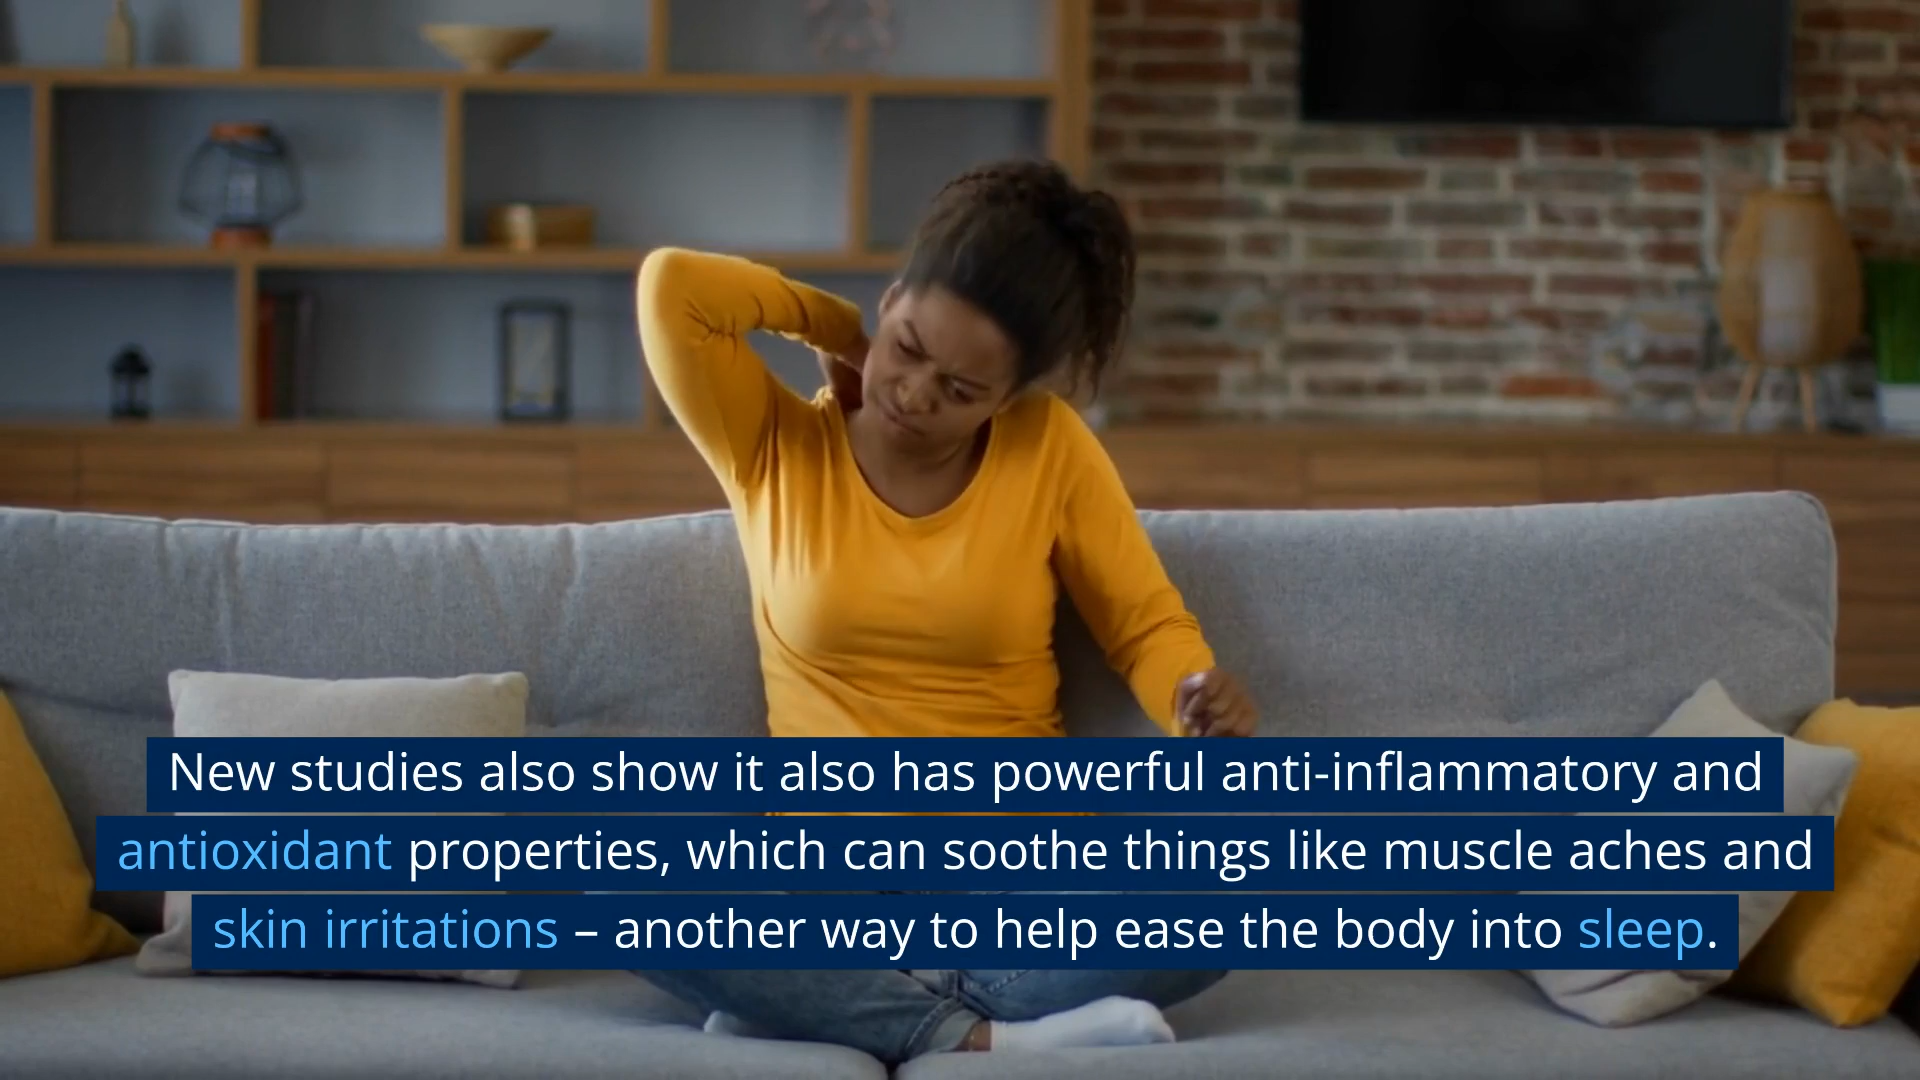 New studies also show it also has powerful anti-inflammatory and
antioxidant properties, which can soothe things like muscle aches and
skin irritations – another way to help ease the body into sleep.